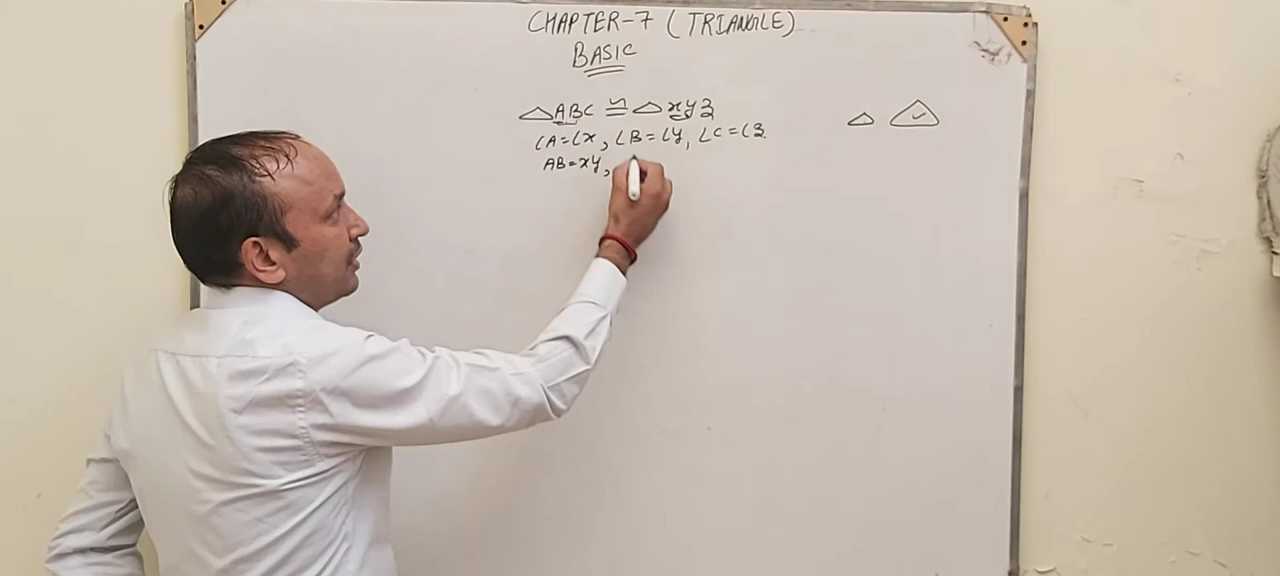 CHAPTER-7 (TRIANGLE)
BASIC
△ABC ≅ △xyz
∠A=∠x, ∠B=∠y, ∠C=∠z
AB=xy,